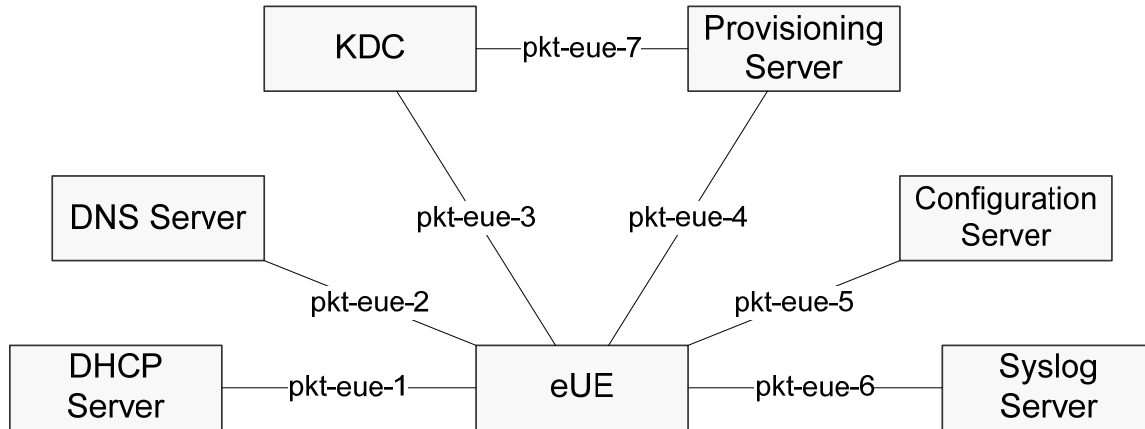 KDC
pkt-eue-7
Provisioning
Server
DNS Server
pkt-eue-3
pkt-eue-4
Configuration
Server
pkt-eue-2
pkt-eue-5
DHCP
Server
pkt-eue-1
eUE
pkt-eue-6
Syslog
Server